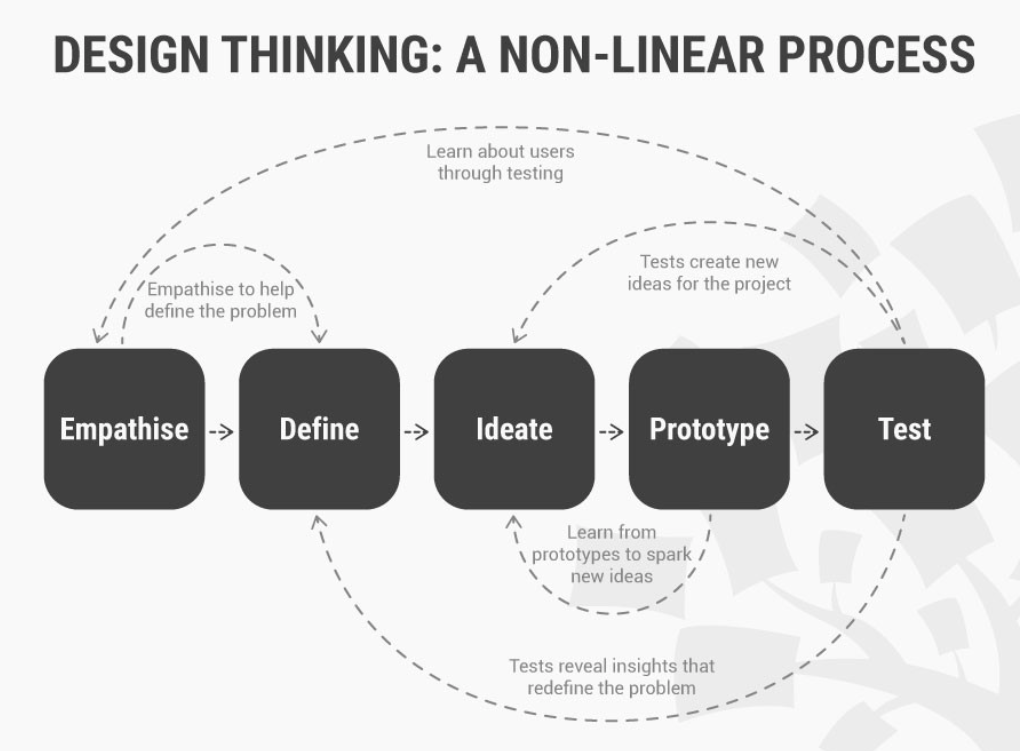 DESIGN THINKING: A NON-LINEAR PROCESS
Learn about users
through testing
Tests create new
ideas for the project
Empathise to help
define the problem
Empathise
Define
Ideate
Prototype
Test
Learn from
prototypes to spark
new ideas
Tests reveal insights that
redefine the problem